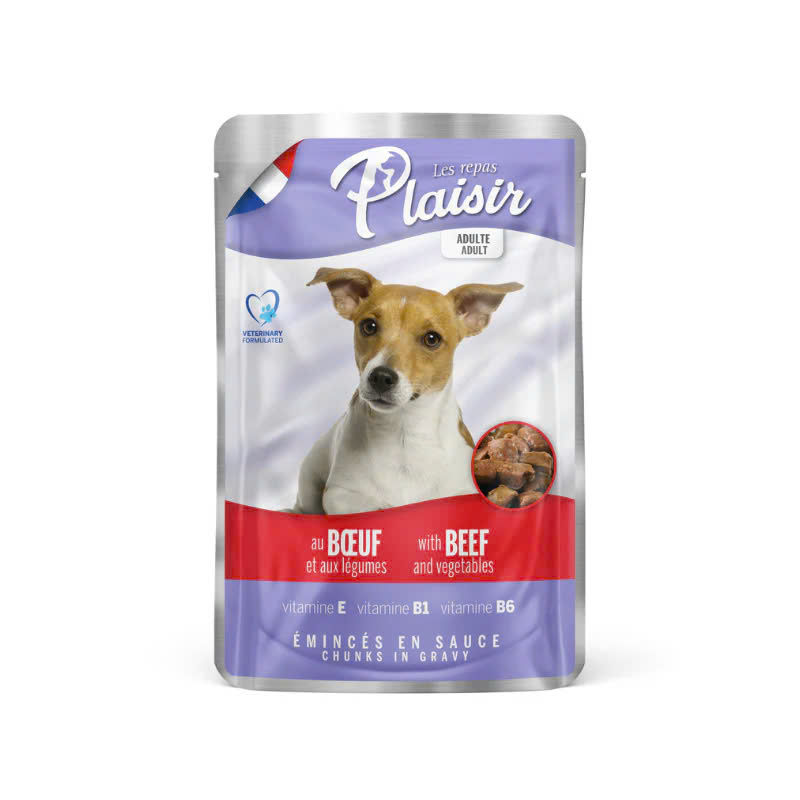 Les repas
Plaisir
ADULTE
ADULT
VETERINARY
FORMULATED
au BŒUF
et aux légumes
with BEEF
and vegetables
vitamine E vitamine B1 vitamine B6
ÉMINCÉS EN SAUCE
CHUNKS IN GRAVY